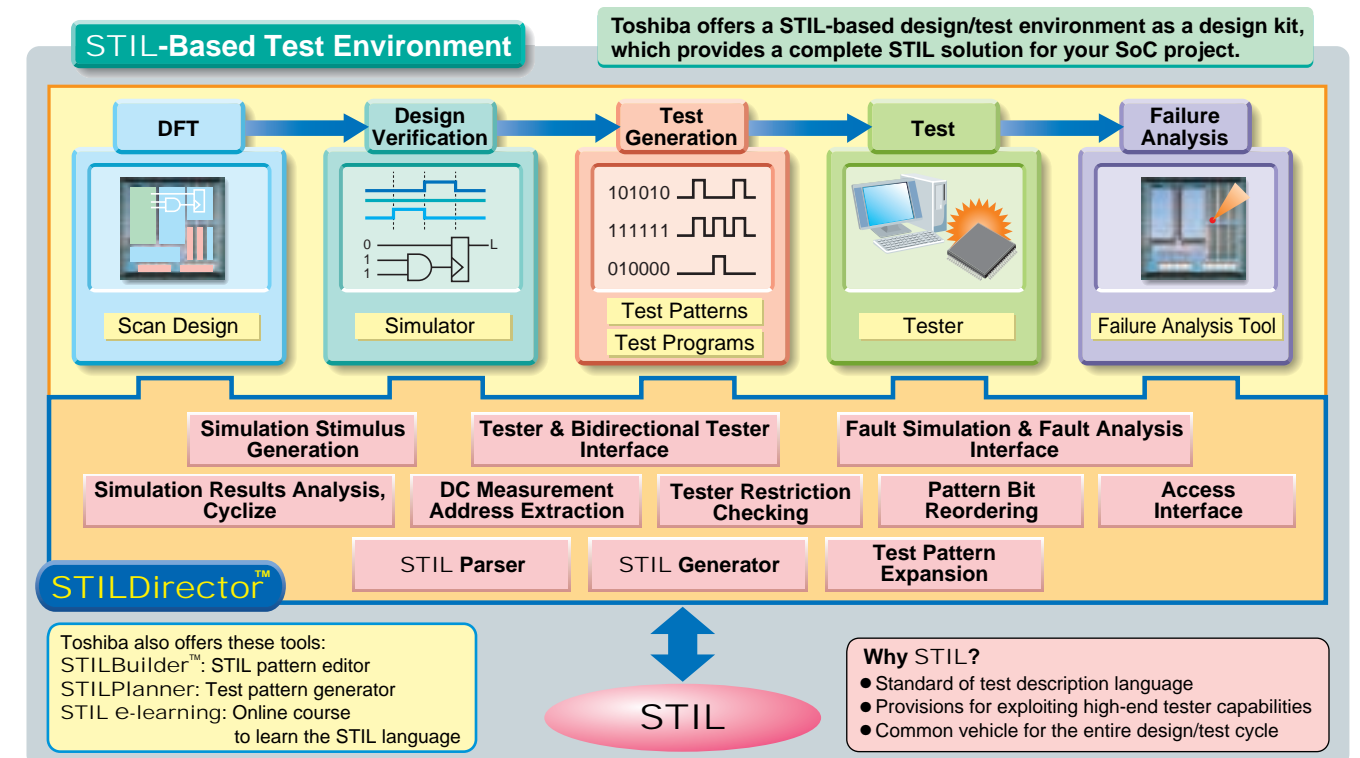 STIL-Based Test Environment
Toshiba offers a STIL-based design/test environment as a design kit,
which provides a complete STIL solution for your SoC project.
DFT
Design
Verification
Test
Generation
Test
Failure
Analysis
0
1
1
L
101010
111111
010000
Scan Design
Simulator
Test Patterns
Test Programs
Tester
Failure Analysis Tool
Simulation Stimulus
Generation
Tester & Bidirectional Tester
Interface
Fault Simulation & Fault Analysis
Interface
Simulation Results Analysis,
Cyclize
DC Measurement
Address Extraction
Tester Restriction
Checking
Pattern Bit
Reordering
Access
Interface
STIL Parser
STIL Generator
Test Pattern
Expansion
STILDirector™
Toshiba also offers these tools:
STILBuilder™: STIL pattern editor
STILPlanner: Test pattern generator
STIL e-learning: Online course
to learn the STIL language
STIL
Why STIL?
● Standard of test description language
● Provisions for exploiting high-end tester capabilities
● Common vehicle for the entire design/test cycle